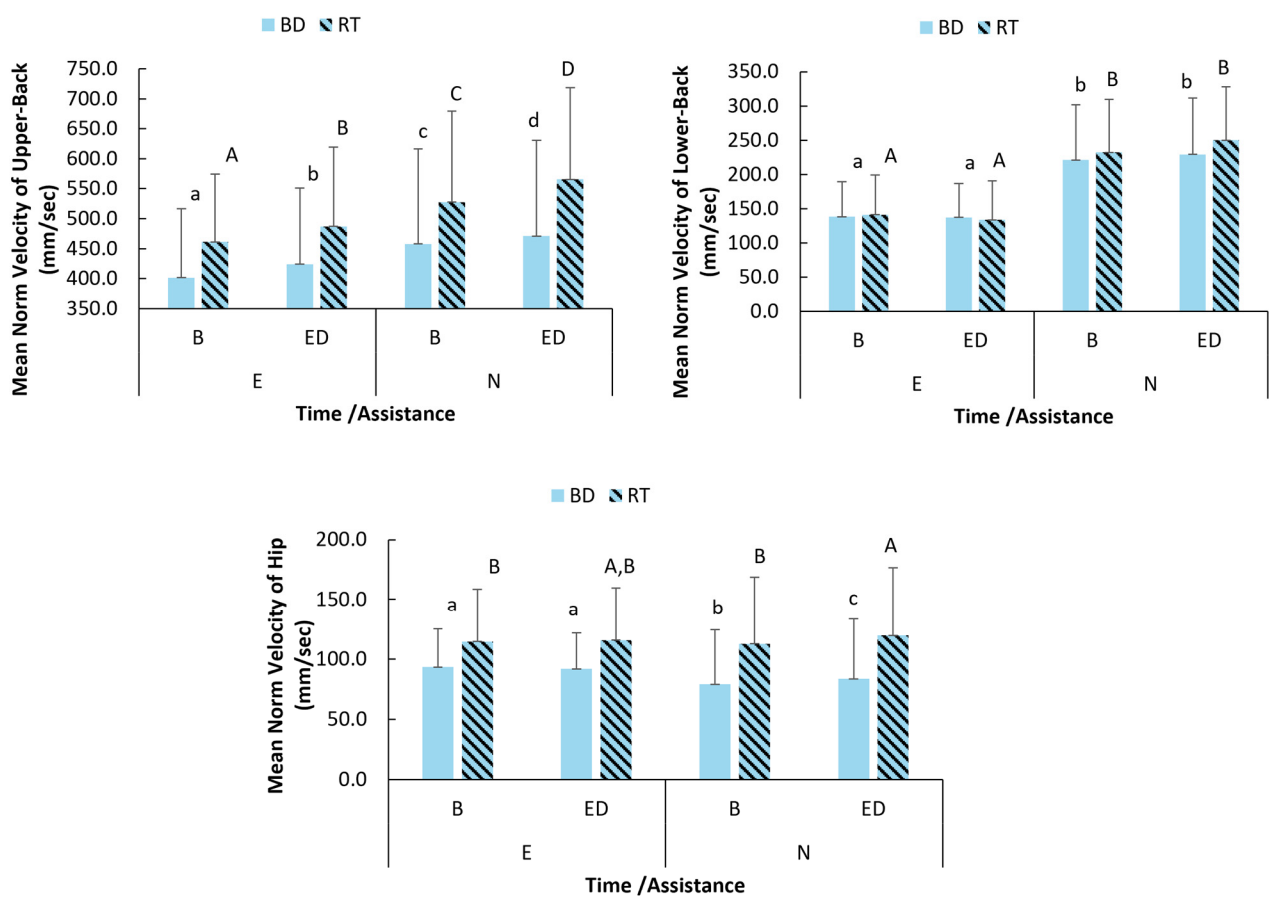 BD RT
Mean Norm Velocity of Upper-Back
(mm/sec)
750.0
700.0
650.0
600.0
550.0
500.0
450.0
400.0
350.0
a A b B c C d D
B ED B ED
E N
Time /Assistance
BD RT
Mean Norm Velocity of Lower-Back
(mm/sec)
350.0
300.0
250.0
200.0
150.0
100.0
50.0
0.0
a A a A b B b B
B ED B ED
E N
Time /Assistance
BD RT
Mean Norm Velocity of Hip
(mm/sec)
200.0
150.0
100.0
50.0
0.0
a B a A,B b B c A
B ED B ED
E N
Time /Assistance